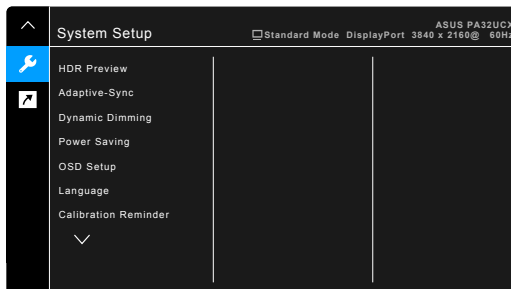 ASUS PA32UCX
System Setup
Standard Mode DisplayPort 3840 x 2160@ 60Hz
HDR Preview
Adaptive-Sync
Dynamic Dimming
Power Saving
OSD Setup
Language
Calibration Reminder